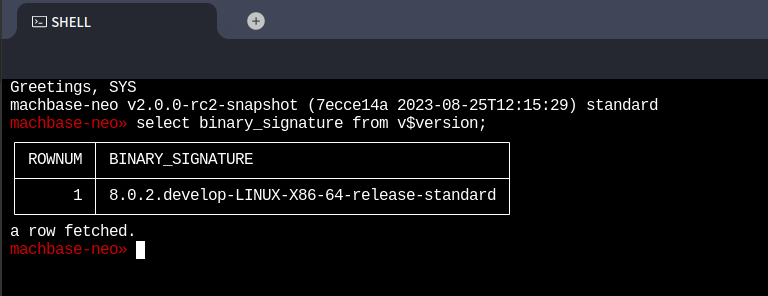 SHELL
Greetings, SYS
machbase-neo v2.0.0-rc2-snapshot (7ecce14a 2023-08-25T12:15:29) standard
machbase-neo» select binary_signature from v$version;
ROWNUM BINARY_SIGNATURE
1 8.0.2.develop-LINUX-X86-64-release-standard
a row fetched.
machbase-neo»